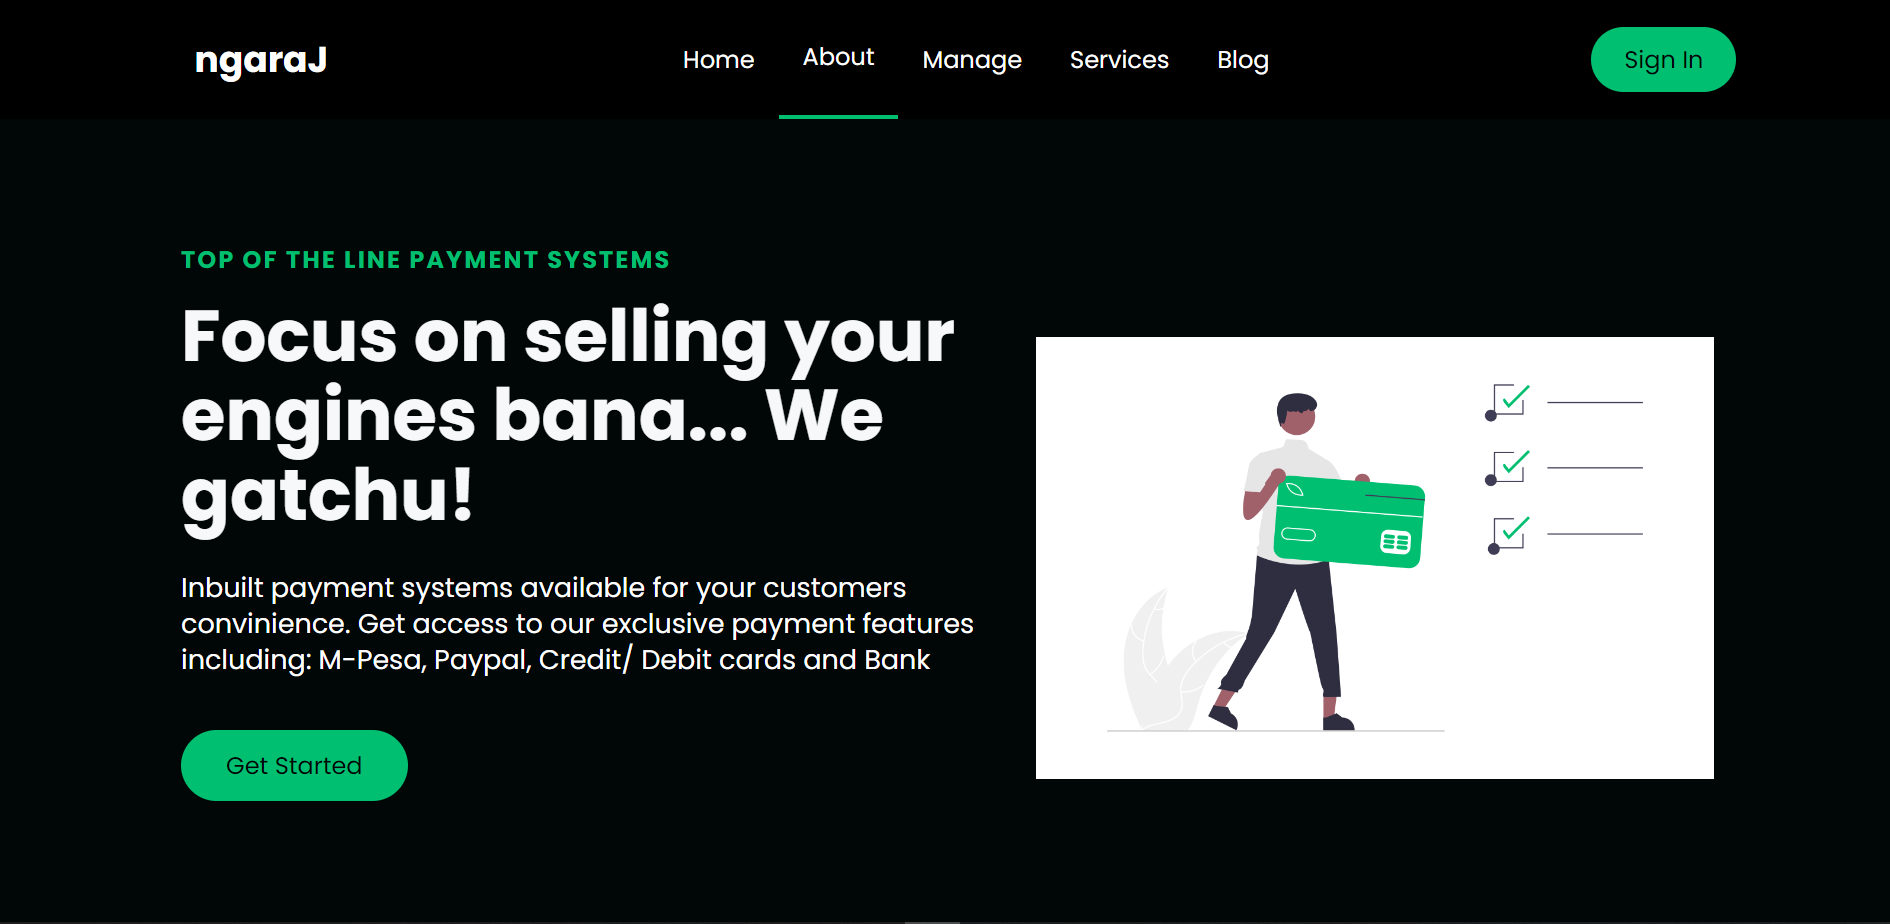 ngaraJ
Home
About
Manage
Services
Blog
Sign In
TOP OF THE LINE PAYMENT SYSTEMS
Focus on selling your
engines bana... We
gatchu!
Inbuilt payment systems available for your customers
convinience. Get access to our exclusive payment features
including: M-Pesa, Paypal, Credit/ Debit cards and Bank
Get Started